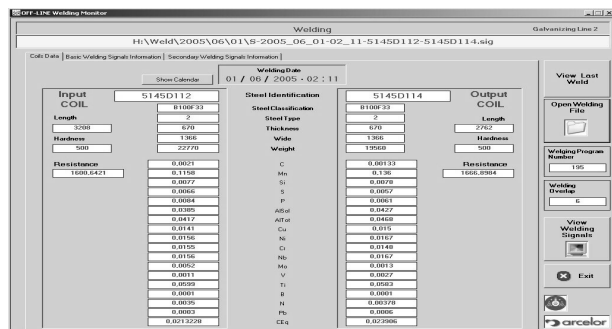 OFF-LINE Welding Monitor
Welding
Galvanizing Line 2
H:\Weld\2005\06\01\S-2005_06_01-02_11-5145D112-5145D114.sig
Coils Data Basic Welding Signals Information Secondary Welding Signals Information
Show Calendar
Welding Date
01 / 06 / 2005 - 02 : 11
View Last Weld
Input COIL 5145D112 Steel Identification 5145D114 Output COIL
B100F33 Steel Classification B100F33
Length 2 Steel Type 2 Length
3208 670 Thickness 670 2762
Hardness 1366 Wide 1366 Hardness
500 22770 Weight 19568 500
Resistance 0,0021 C 0,00133 Resistance
1600,6421 0,1158 Mn 0,136 1666,8984
0,0077 Si 0,0078
0,0066 S 0,0057
0,0084 P 0,0061
0,0385 AlSol 0,0427
0,0417 AlTot 0,0468
0,0141 Cu 0,015
0,0156 Ni 0,0167
0,0155 Cr 0,0148
0,0156 Nb 0,0167
0,0052 Mo 0,0013
0,0011 V 0,0027
0,0599 Ti 0,0583
0,0001 B 0,0001
0,0035 N 0,00378
0,0003 Pb 0,0006
0,0213228 CEq 0,023906
Open Welding File
Welging Program Number
195
Welding Overlap
6
View Welding Signals
Exit
arcelor